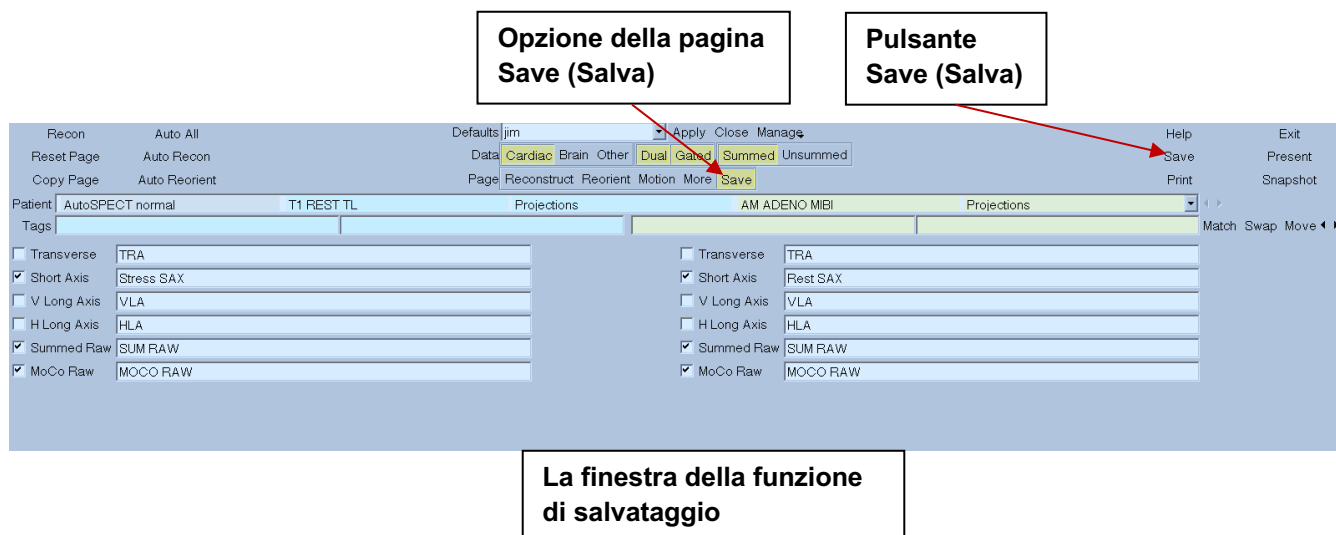 Opzione della pagina
Save (Salva)
Pulsante
Save (Salva)
Recon Auto All Defaults jim Apply Close Manage Help Exit
Reset Page Auto Recon Data Cardiac Brain Other Dual Gated Summed Unsummed Save Present
Copy Page Auto Reorient Page Reconstruct Reorient Motion More Save Print Snapshot
Patient AutoSPECT normal T1 REST TL Projections AM ADENO MIBI Projections
Tags Match Swap Move
Transverse TRA Transverse TRA
Short Axis Stress SAX Short Axis Rest SAX
V Long Axis VLA V Long Axis VLA
H Long Axis HLA H Long Axis HLA
Summed Raw SUM RAW Summed Raw SUM RAW
MoCo Raw MOCO RAW MoCo Raw MOCO RAW
La finestra della funzione
di salvataggio